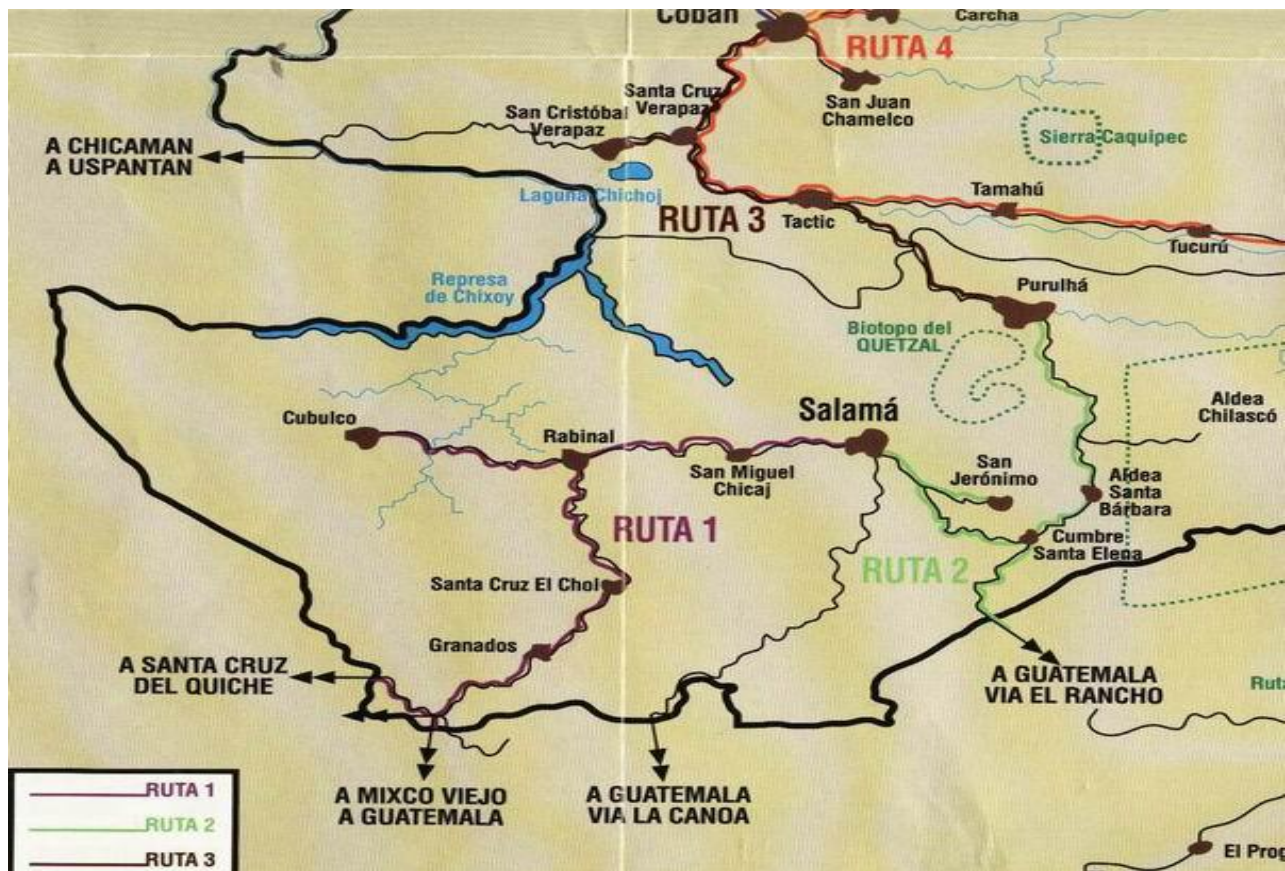 Cobán
Carcha
RUTA 4
Santa Cruz
Verapaz
San Juan
Chamelco
San Cristóbal
Verapaz
Sierra Caquipec
A CHICAMAN
A USPANTAN
Laguna Chichoj
RUTA 3
Tactic
Tamahú
Tucurú
Represa
de Chixoy
Purulhá
Biotopo del
QUETZAL
Aldea
Chilascó
Salamá
Cubulco
Rabinal
San Miguel
Chicaj
San
Jerónimo
Aldea
Santa
Bárbara
RUTA 1
Cumbre
Santa Elena
RUTA 2
Santa Cruz El Chol
Granados
A SANTA CRUZ
DEL QUICHE
A GUATEMALA
VIA EL RANCHO
Ruta
A MIXCO VIEJO
A GUATEMALA
A GUATEMALA
VIA LA CANOA
RUTA 1
RUTA 2
RUTA 3
El Prog